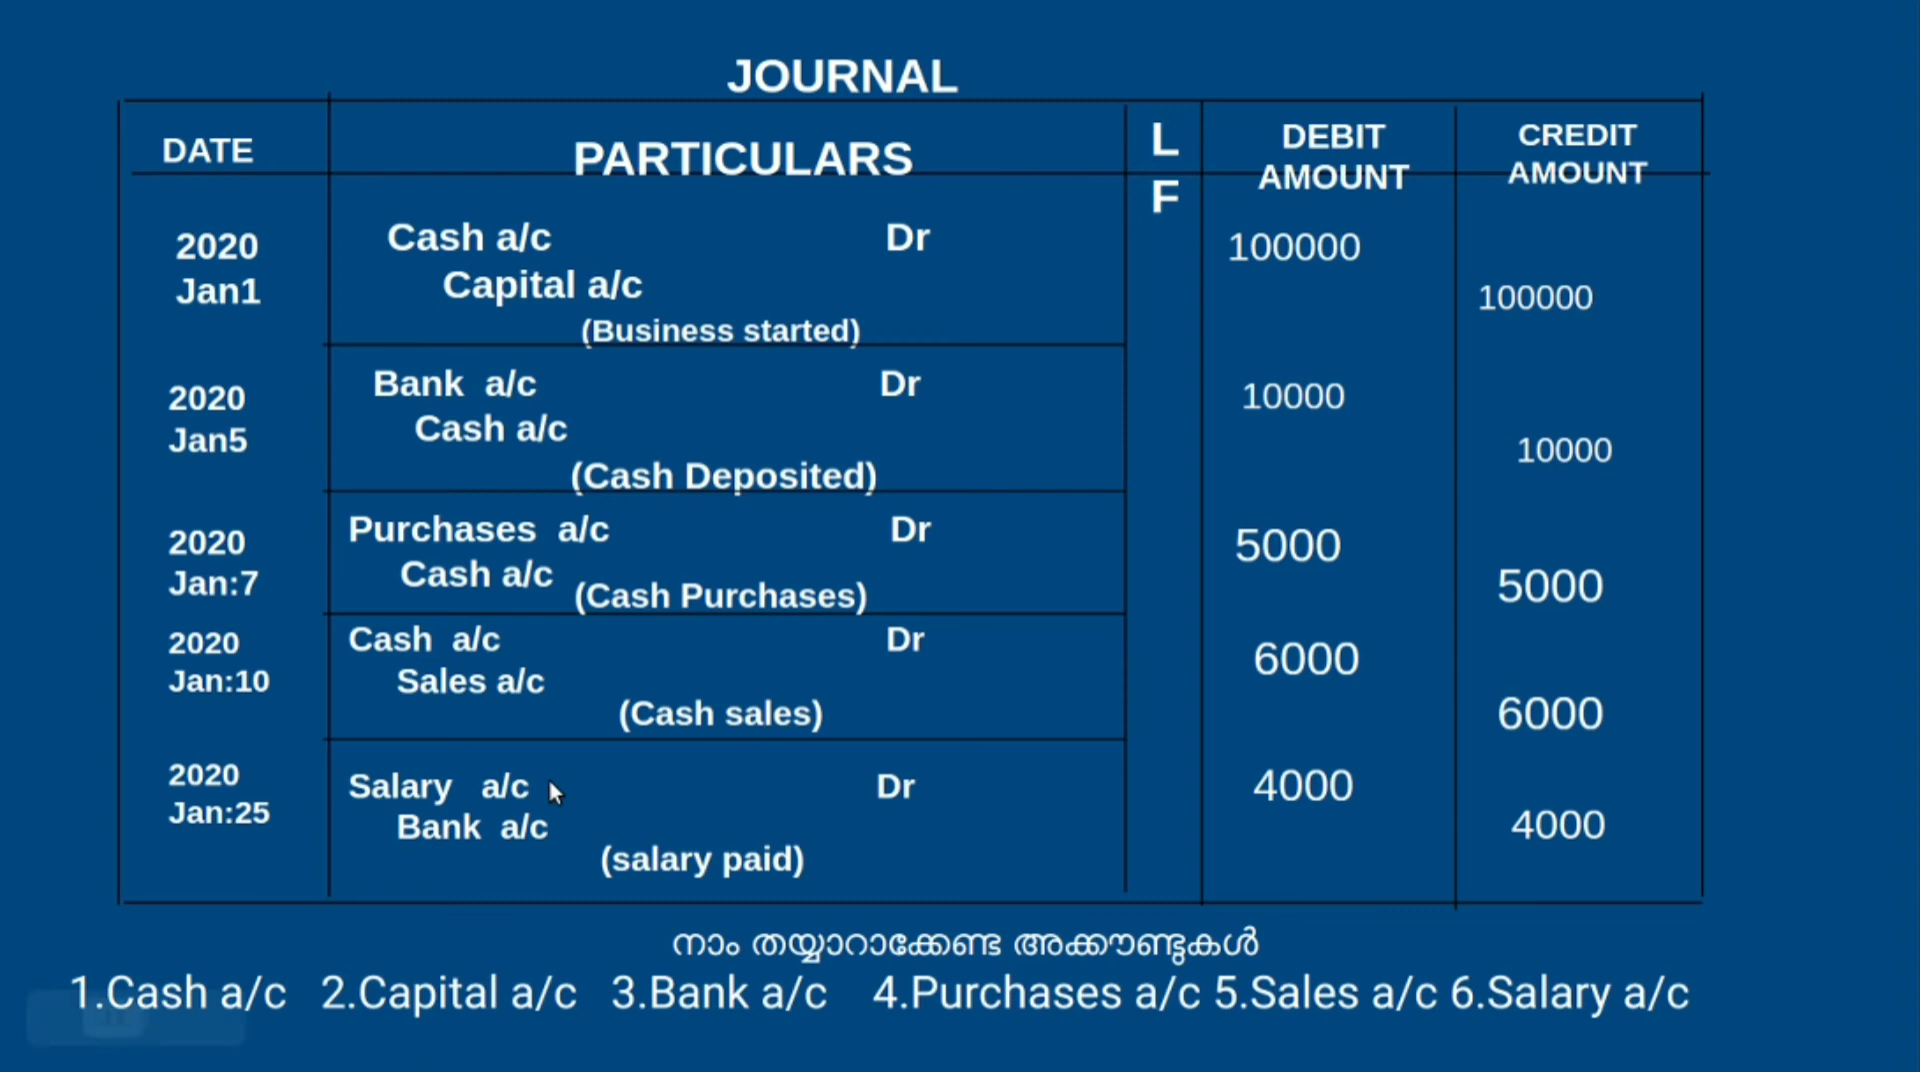 JOURNAL
DATE PARTICULARS L F DEBIT AMOUNT CREDIT AMOUNT
2020 Jan1 Cash a/c Dr 100000
Capital a/c 100000
(Business started)
2020 Jan5 Bank a/c Dr 10000
Cash a/c 10000
(Cash Deposited)
2020 Jan:7 Purchases a/c Dr 5000
Cash a/c (Cash Purchases) 5000
2020 Jan:10 Cash a/c Dr 6000
Sales a/c 6000
(Cash sales)
2020 Jan:25 Salary a/c Dr 4000
Bank a/c 4000
(salary paid)
നാം തയ്യാറാക്കേണ്ട അക്കൗണ്ടുകൾ
1.Cash a/c 2.Capital a/c 3.Bank a/c 4.Purchases a/c 5.Sales a/c 6.Salary a/c